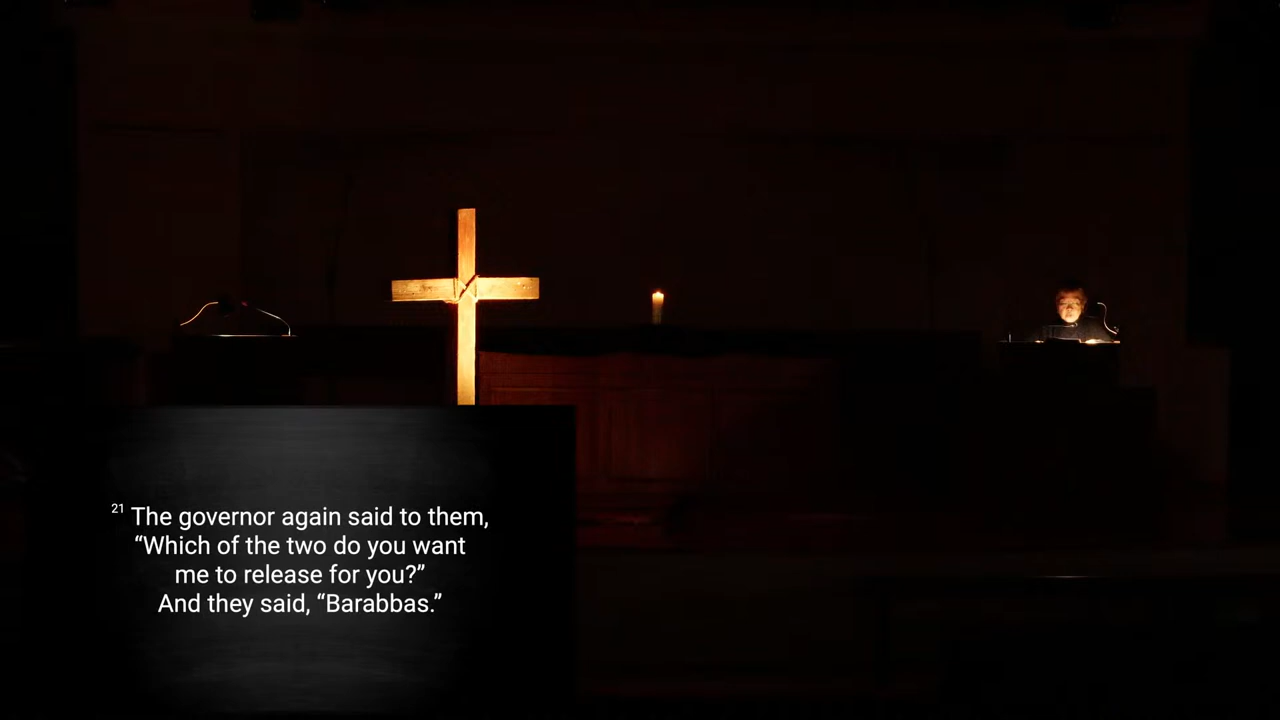 21 The governor again said to them,
“Which of the two do you want
me to release for you?”
And they said, “Barabbas.”